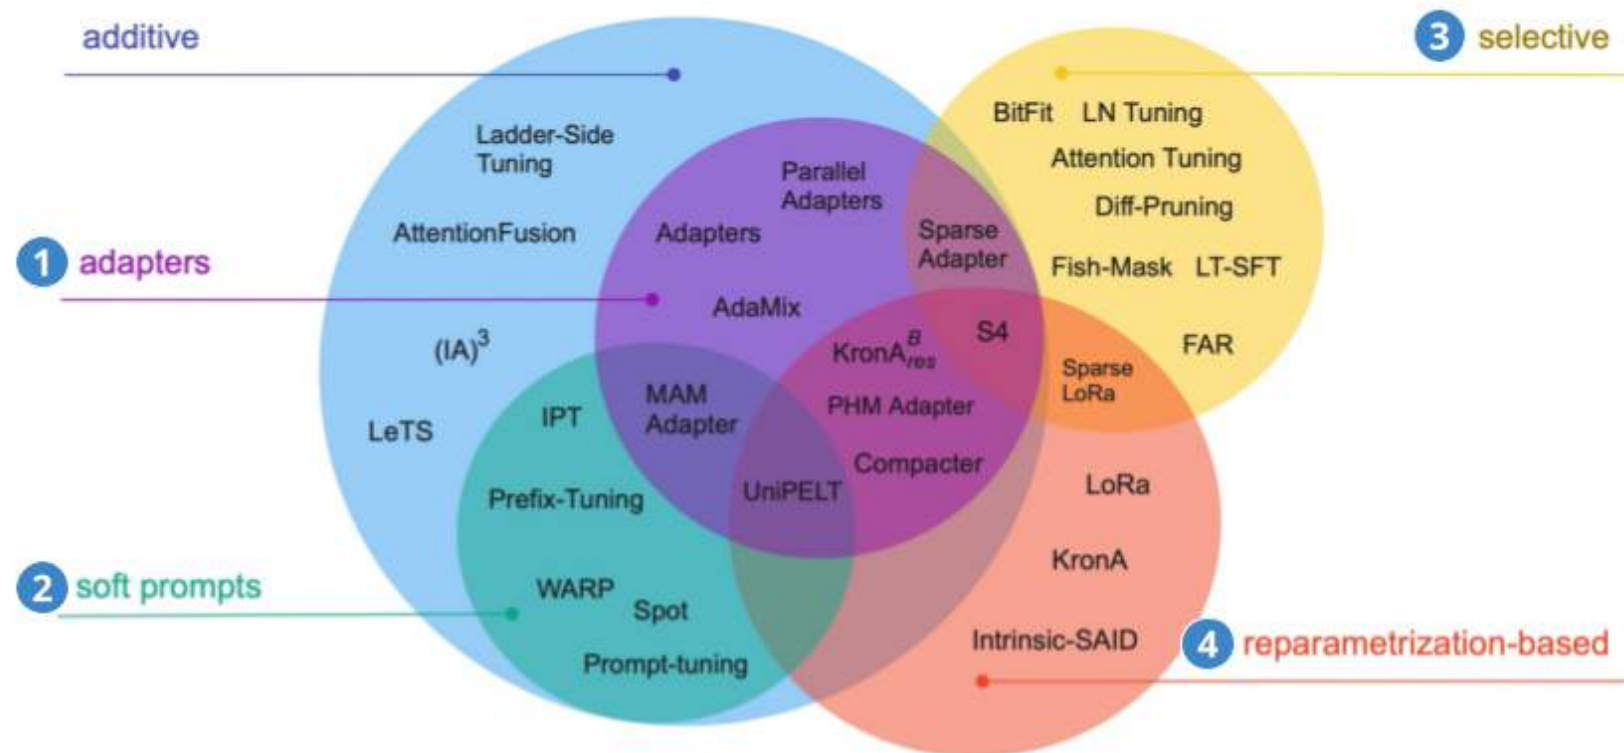 additive
3 selective
BitFit LN Tuning
Ladder-Side
Tuning
Attention Tuning
Parallel
Adapters
Diff-Pruning
AttentionFusion
Adapters
Sparse
Adapter
1 adapters
Fish-Mask LT-SFT
AdaMix
(IA)³
KronA^B_res
S4
FAR
Sparse
LoRa
MAM
Adapter
PHM Adapter
IPT
LeTS
Compacter
LoRa
UniPELT
Prefix-Tuning
KronA
2 soft prompts
WARP
Spot
Intrinsic-SAID
4 reparametrization-based
Prompt-tuning